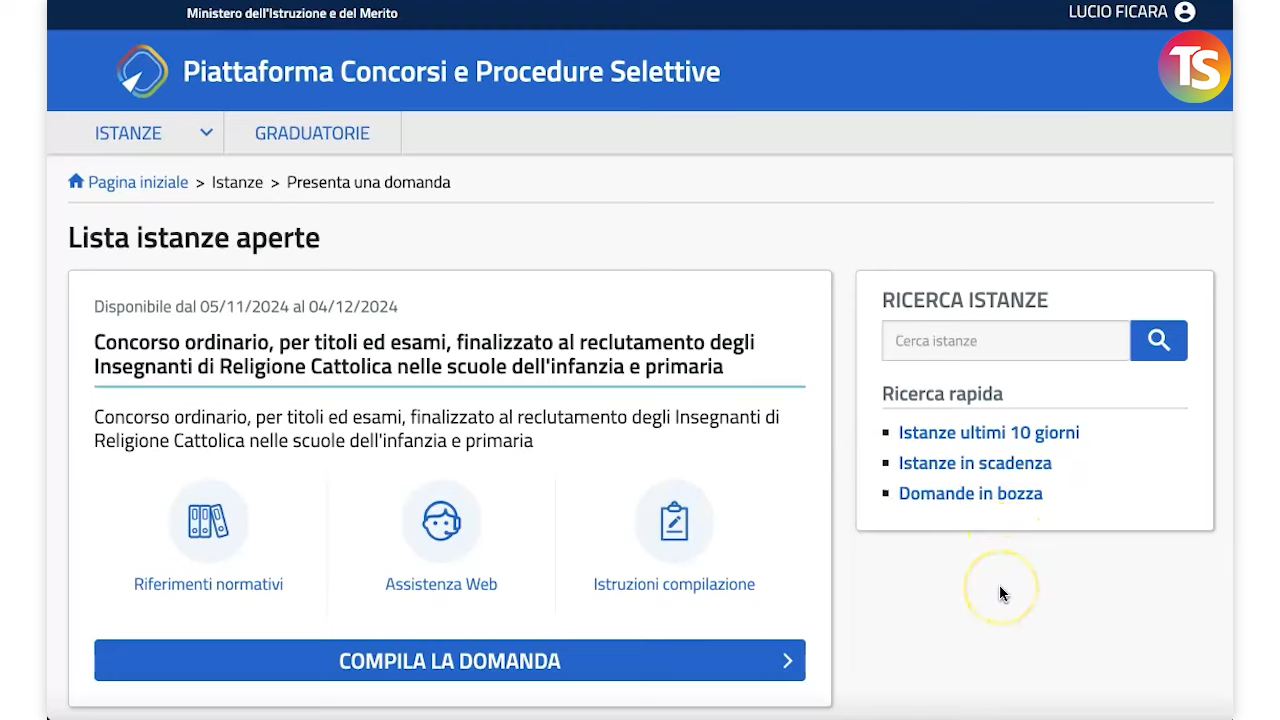 Ministero dell'Istruzione e del Merito
LUCIO FICARA
Piattaforma Concorsi e Procedure Selettive
TS
ISTANZE
GRADUATORIE
Pagina iniziale > Istanze > Presenta una domanda
Lista istanze aperte
Disponibile dal 05/11/2024 al 04/12/2024
Concorso ordinario, per titoli ed esami, finalizzato al reclutamento degli
Insegnanti di Religione Cattolica nelle scuole dell'infanzia e primaria
Concorso ordinario, per titoli ed esami, finalizzato al reclutamento degli Insegnanti di
Religione Cattolica nelle scuole dell'infanzia e primaria
Riferimenti normativi
Assistenza Web
Istruzioni compilazione
COMPILA LA DOMANDA
RICERCA ISTANZE
Cerca istanze
Ricerca rapida
Istanze ultimi 10 giorni
Istanze in scadenza
Domande in bozza